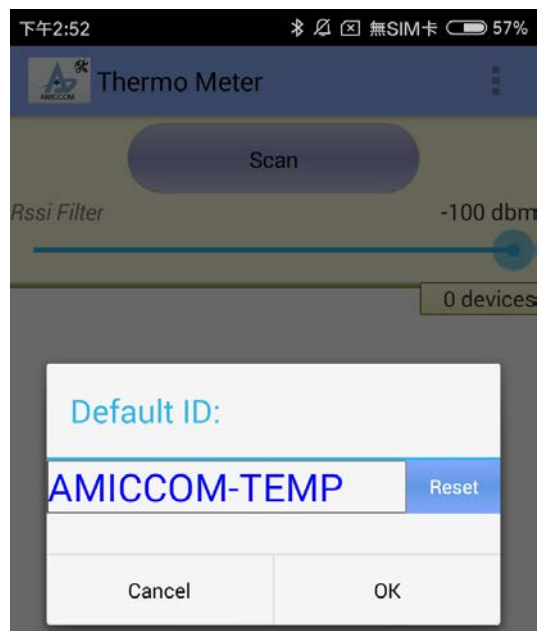 下午2:52 無SIM卡 57%
AMICCOM Thermo Meter
Scan
Rssi Filter -100 dbm
0 devices
Default ID:
AMICCOM-TEMP Reset
Cancel OK